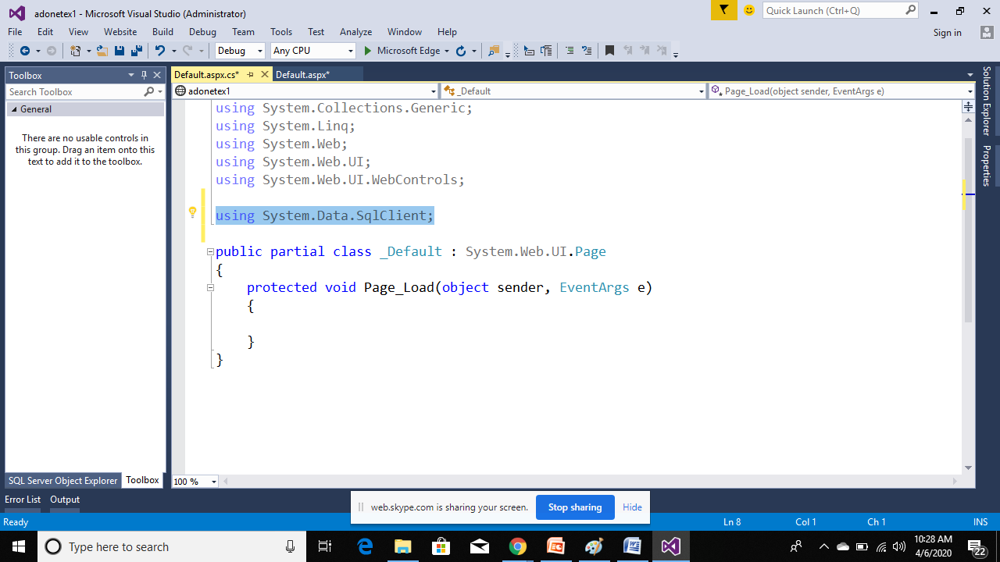 adonetex1 - Microsoft Visual Studio (Administrator)
Quick Launch (Ctrl+Q)
File Edit View Website Build Debug Team Tools Test Analyze Window Help
Sign in
Debug Any CPU Microsoft Edge
Toolbox
Search Toolbox
General
There are no usable controls in
this group. Drag an item onto this
text to add it to the toolbox.
SQL Server Object Explorer Toolbox
Default.aspx.cs* Default.aspx*
adonetex1 _Default Page_Load(object sender, EventArgs e)
using System.Collections.Generic;
using System.Linq;
using System.Web;
using System.Web.UI;
using System.Web.UI.WebControls;
using System.Data.SqlClient;
public partial class _Default : System.Web.UI.Page
{
protected void Page_Load(object sender, EventArgs e)
{
}
}
100 %
Solution Explorer
Properties
Error List Output
web.skype.com is sharing your screen. Stop sharing Hide
Ready Ln 8 Col 1 Ch 1 INS
Type here to search
10:28 AM
4/6/2020
22